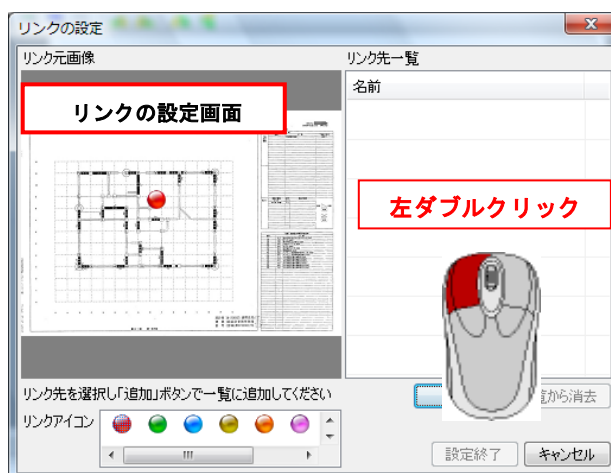 リンクの設定
リンク元画像
リンク先一覧
リンクの設定画面
名前
左ダブルクリック
リンク先を選択し「追加」ボタンで一覧に追加してください
から消去
リンクアイコン
設定終了
キャンセル